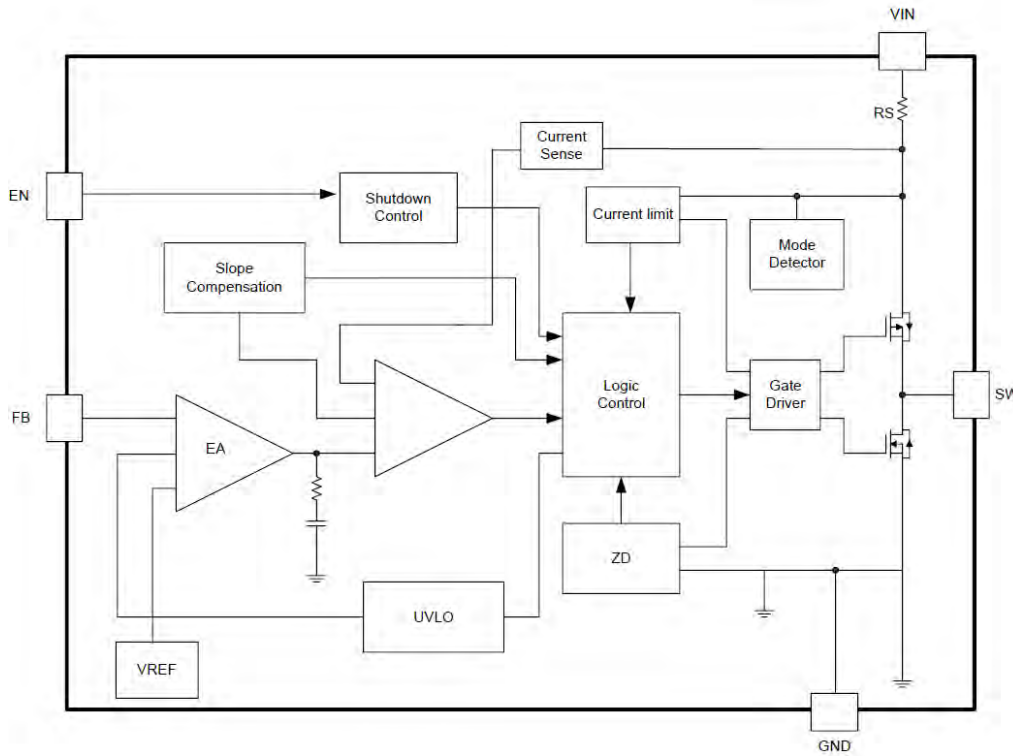 VIN
RS
Current
Sense
EN
Shutdown
Control
Current limit
Mode
Detector
Slope
Compensation
Logic
Control
Gate
Driver
SW
FB
EA
ZD
UVLO
VREF
GND